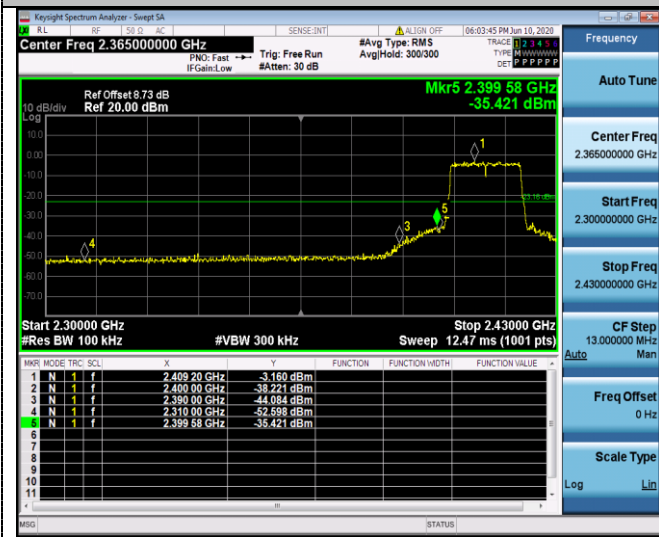 Keysight Spectrum Analyzer - Swept SA
RL RF 50 Ω AC SENSE:INT ALIGN OFF 06:03:45 PM Jun 10, 2020
Center Freq 2.365000000 GHz
PNO: Fast
IFGain:Low
Trig: Free Run
#Atten: 30 dB
#Avg Type: RMS
Avg|Hold: 300/300
TRACE 1 2 3 4 5 6
TYPE M W W W W W
DET P P P P P P
Frequency
Ref Offset 8.73 dB
10 dB/div Ref 20.00 dBm
Log
Mkr5 2.399 58 GHz
-35.421 dBm
10.0
0.00
-10.0
-20.0
-30.0
-40.0
-50.0
-60.0
-70.0
1
3
4
5
-23.16 dBm
Start 2.30000 GHz Stop 2.43000 GHz
#Res BW 100 kHz #VBW 300 kHz Sweep 12.47 ms (1001 pts)
MKR MODE TRC SCL X Y FUNCTION FUNCTION WIDTH FUNCTION VALUE
1 N 1 f 2.409 20 GHz -3.160 dBm
2 N 1 f 2.400 00 GHz -38.221 dBm
3 N 1 f 2.390 00 GHz -44.084 dBm
4 N 1 f 2.310 00 GHz -52.598 dBm
5 N 1 f 2.399 58 GHz -35.421 dBm
6
7
8
9
10
11
MSG STATUS
Auto Tune
Center Freq
2.365000000 GHz
Start Freq
2.300000000 GHz
Stop Freq
2.430000000 GHz
CF Step
13.000000 MHz
Auto Man
Freq Offset
0 Hz
Scale Type
Log Lin